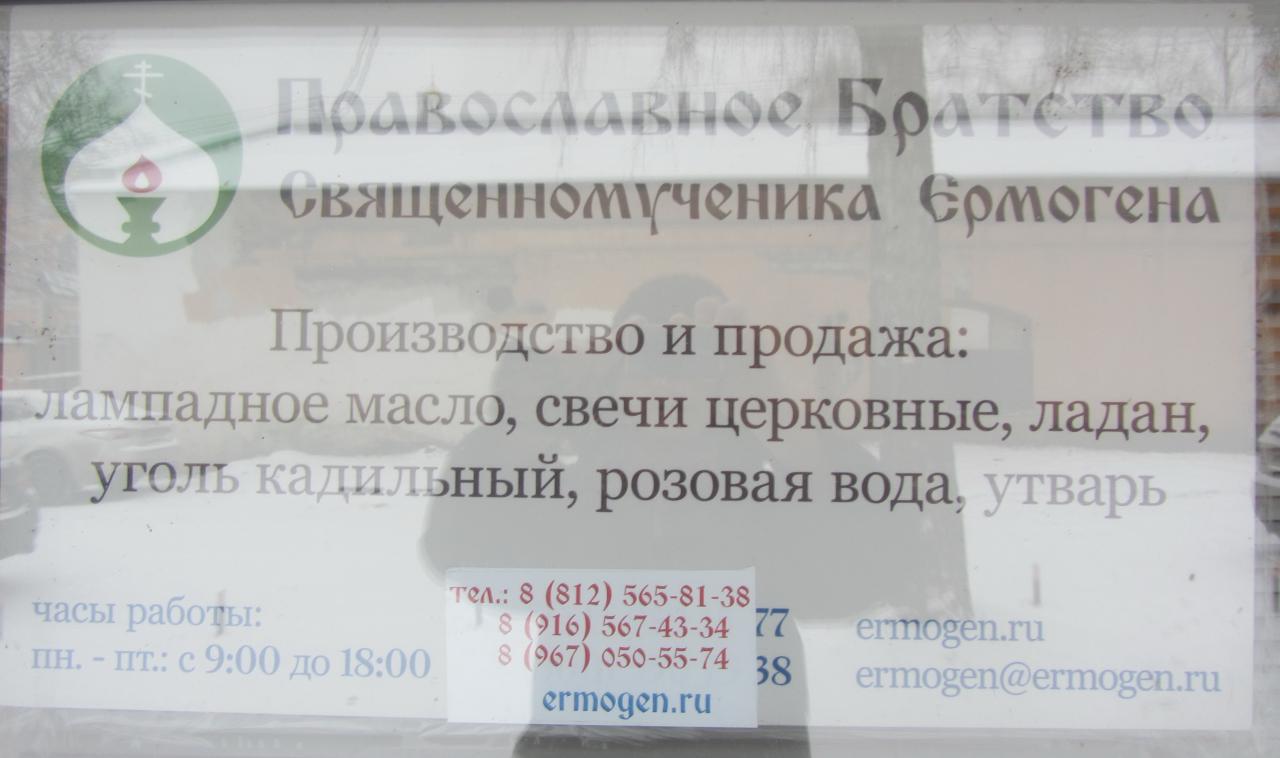 Православное Братство
Священномученика Ермогена
Производство и продажа:
лампадное масло, свечи церковные, ладан,
уголь кадильный, розовая вода, утварь
часы работы:
пн. - пт.: с 9:00 до 18:00
тел.: 8 (812) 565-81-38
8 (916) 567-43-34
8 (967) 050-55-74
ermogen.ru
77
38
ermogen.ru
ermogen@ermogen.ru